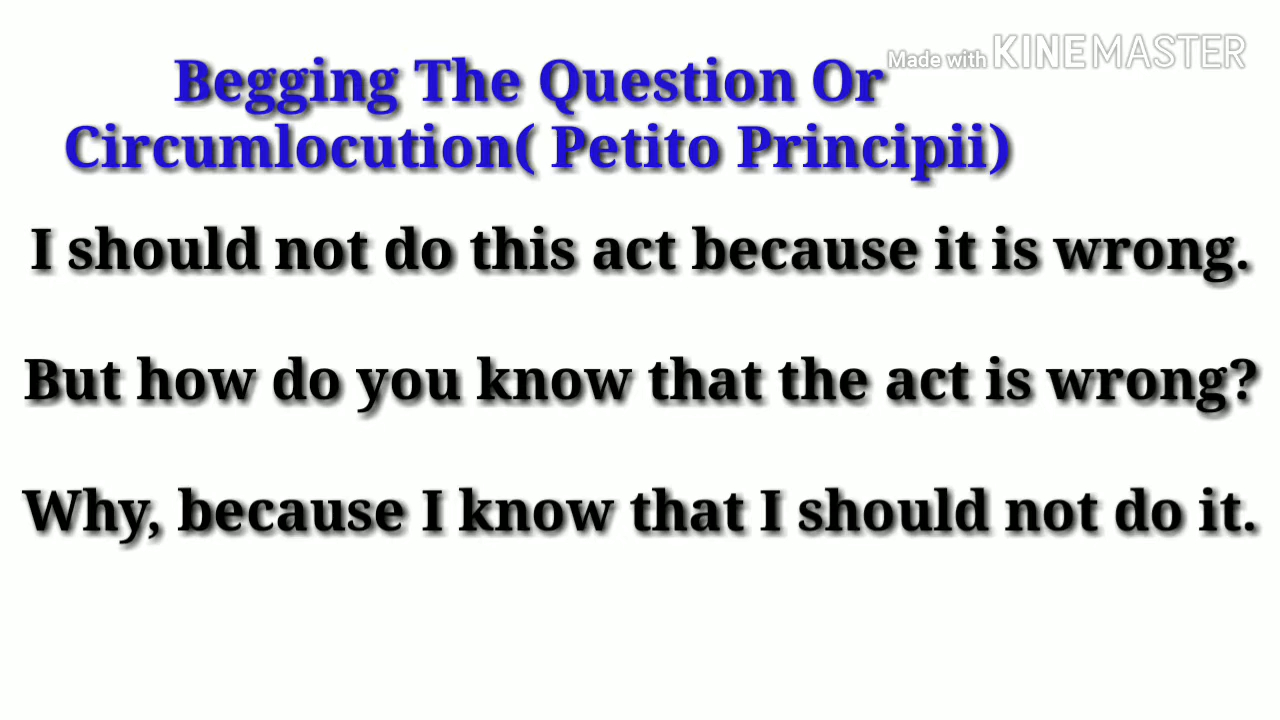 Made with KINEMASTER
Begging The Question Or
Circumlocution( Petito Principii)
I should not do this act because it is wrong.
But how do you know that the act is wrong?
Why, because I know that I should not do it.